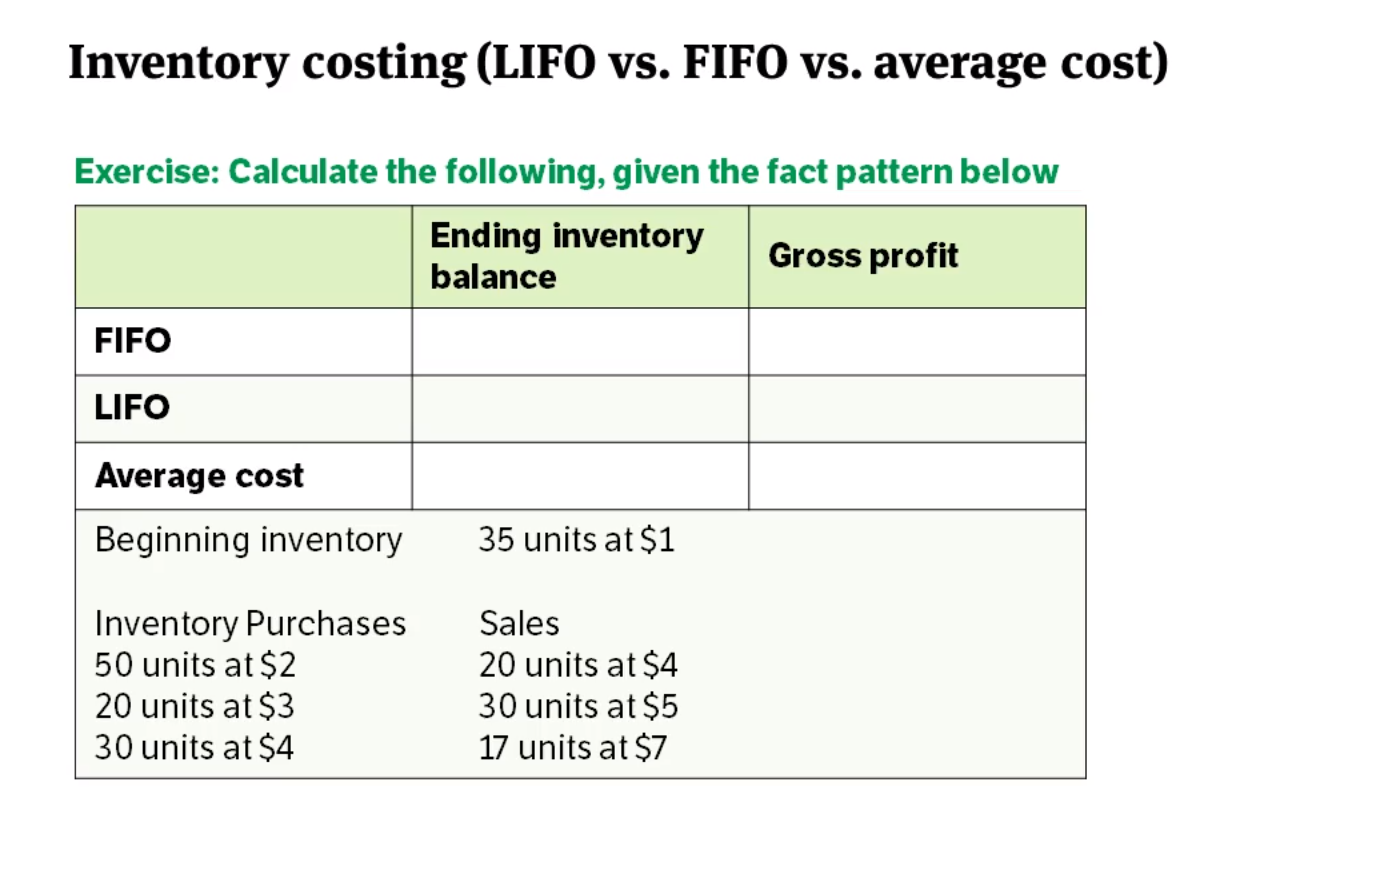 Inventory costing (LIFO vs. FIFO vs. average cost)
Exercise: Calculate the following, given the fact pattern below
Ending inventory
balance
Gross profit
FIFO
LIFO
Average cost
Beginning inventory 35 units at $1
Inventory Purchases Sales
50 units at $2 20 units at $4
20 units at $3 30 units at $5
30 units at $4 17 units at $7